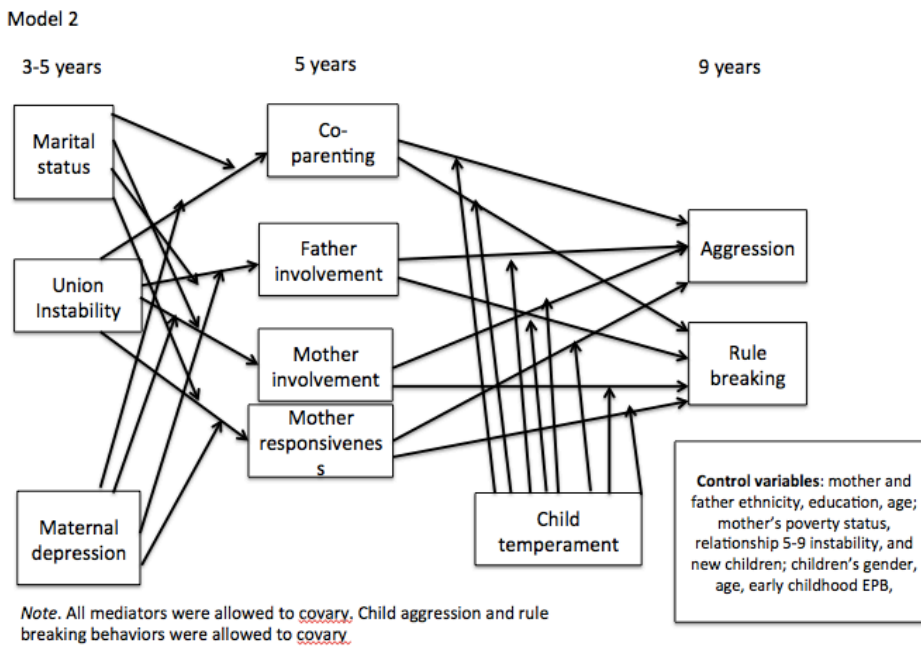 Model 2
3-5 years
5 years
9 years
Marital
status
Co-
parenting
Union
Instability
Father
involvement
Aggression
Mother
involvement
Rule
breaking
Mother
responsivenes
s
Maternal
depression
Child
temperament
Control variables: mother and
father ethnicity, education, age;
mother's poverty status,
relationship 5-9 instability, and
new children; children's gender,
age, early childhood EPB,
Note. All mediators were allowed to covary. Child aggression and rule
breaking behaviors were allowed to covary